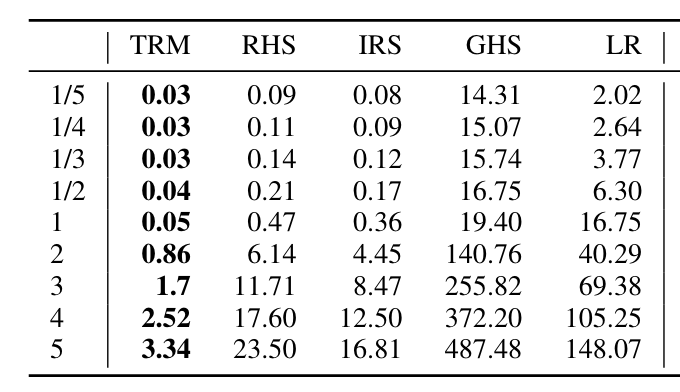 TRM RHS IRS GHS LR
1/5 0.03 0.09 0.08 14.31 2.02
1/4 0.03 0.11 0.09 15.07 2.64
1/3 0.03 0.14 0.12 15.74 3.77
1/2 0.04 0.21 0.17 16.75 6.30
1 0.05 0.47 0.36 19.40 16.75
2 0.86 6.14 4.45 140.76 40.29
3 1.7 11.71 8.47 255.82 69.38
4 2.52 17.60 12.50 372.20 105.25
5 3.34 23.50 16.81 487.48 148.07